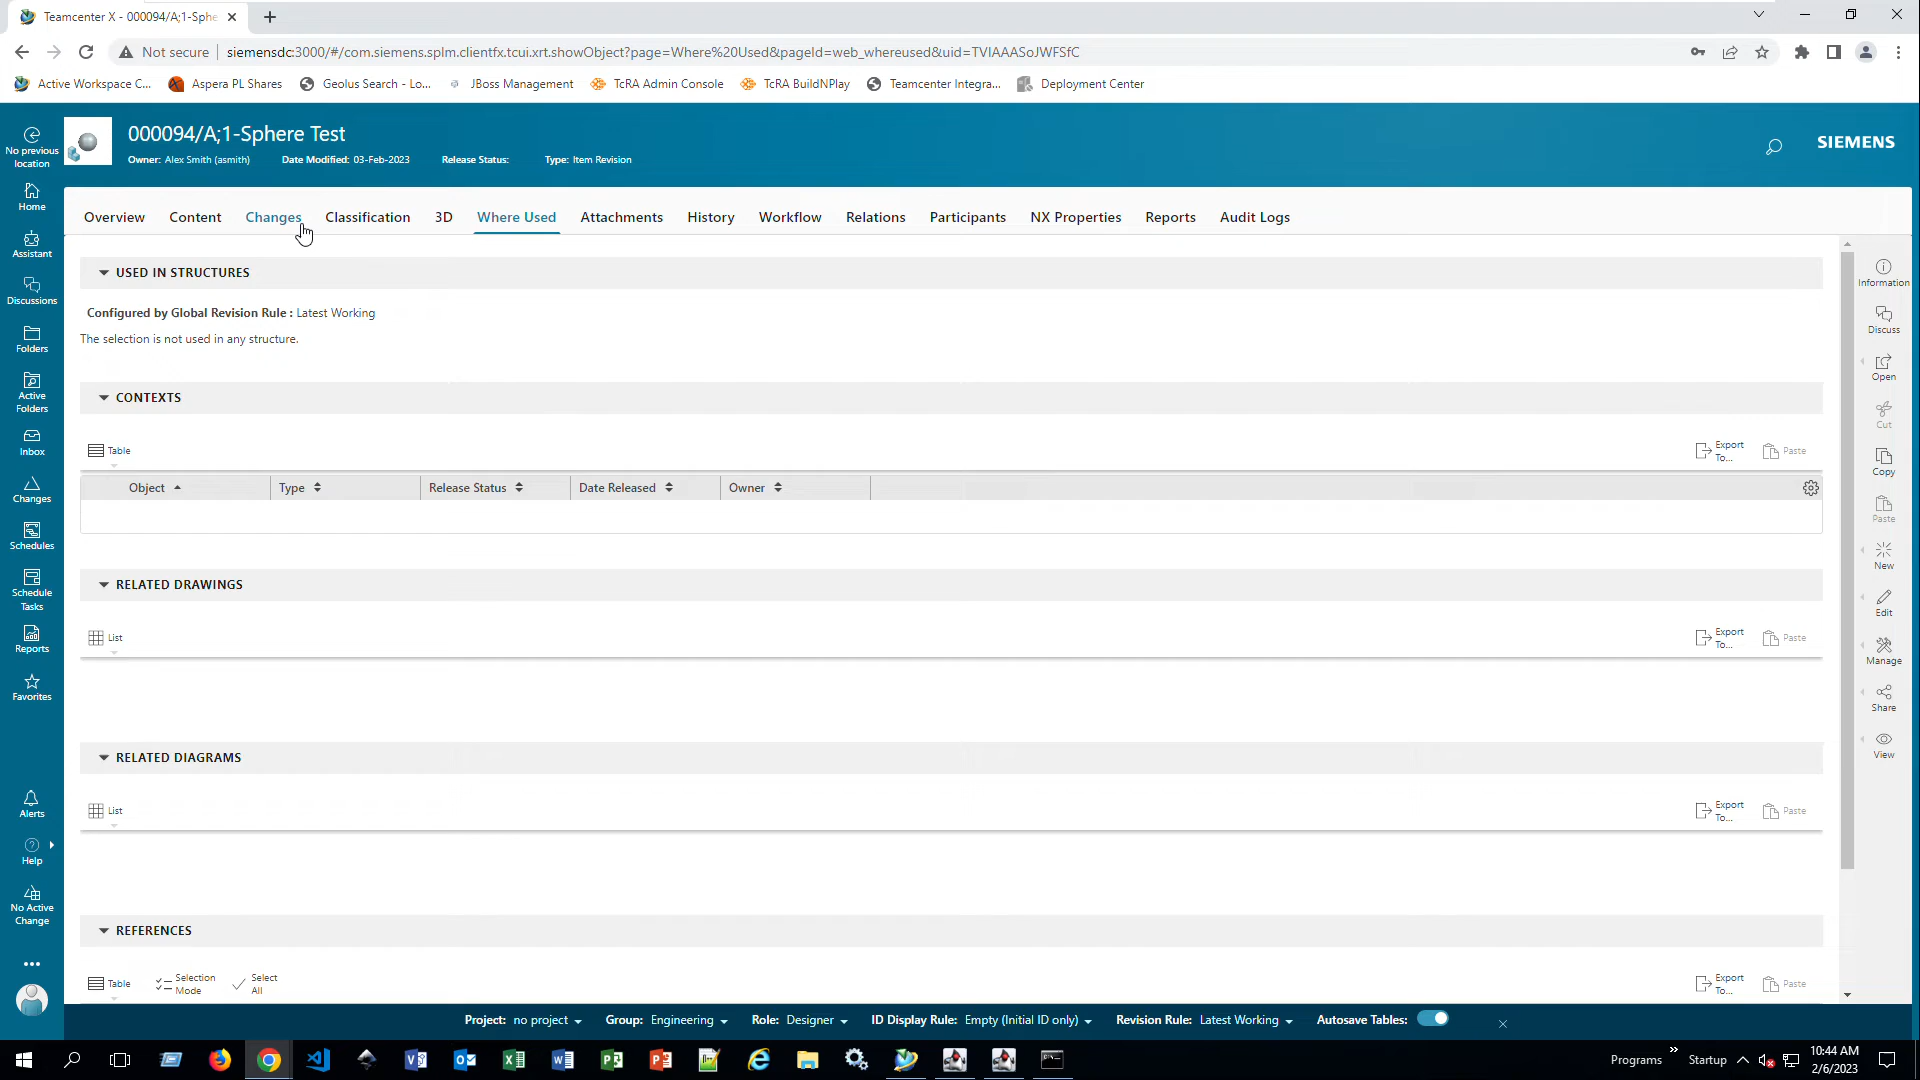 Teamcenter X - 000094/A;1-Sphe
Not secure siemensdc:3000/#/com.siemens.splm.clientfx.tcui.xrt.showObject?page=Where%20Used&pageId=web_whereused&uid=TVIAAASoJWFSfC
Active Workspace C... Aspera PL Shares Geolus Search - Lo... JBoss Management TcRA Admin Console TcRA BuildNPlay Teamcenter Integra... Deployment Center
000094/A;1-Sphere Test
Owner: Alex Smith (asmith) Date Modified: 03-Feb-2023 Release Status: Type: Item Revision
SIEMENS
No previous
location
Home
Assistant
Discussions
Folders
Active
Folders
Inbox
Changes
Schedules
Schedule
Tasks
Reports
Favorites
Alerts
Help
No Active
Change
Overview Content Changes Classification 3D Where Used Attachments History Workflow Relations Participants NX Properties Reports Audit Logs
USED IN STRUCTURES
Configured by Global Revision Rule : Latest Working
The selection is not used in any structure.
CONTEXTS
Table
Export
To...
Paste
Object Type Release Status Date Released Owner
RELATED DRAWINGS
List
Export
To...
Paste
RELATED DIAGRAMS
List
Export
To...
Paste
REFERENCES
Table
Selection
Mode
Select
All
Export
To...
Paste
Information
Discuss
Open
Cut
Copy
Paste
New
Edit
Manage
Share
View
Project: no project Group: Engineering Role: Designer ID Display Rule: Empty (Initial ID only) Revision Rule: Latest Working Autosave Tables:
Programs » Startup
10:44 AM
2/6/2023